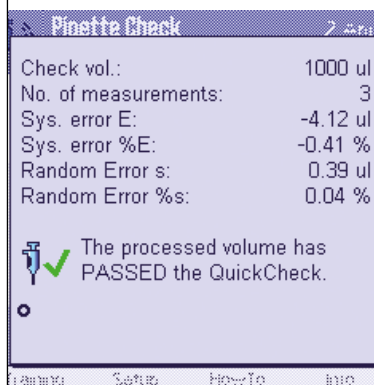 Pipette Check
Check vol.: 1000 ul
No. of measurements: 3
Sys. error E: -4.12 ul
Sys. error %E: -0.41 %
Random Error s: 0.39 ul
Random Error %s: 0.04 %
The processed volume has
PASSED the QuickCheck.
Training Setup HowTo Info